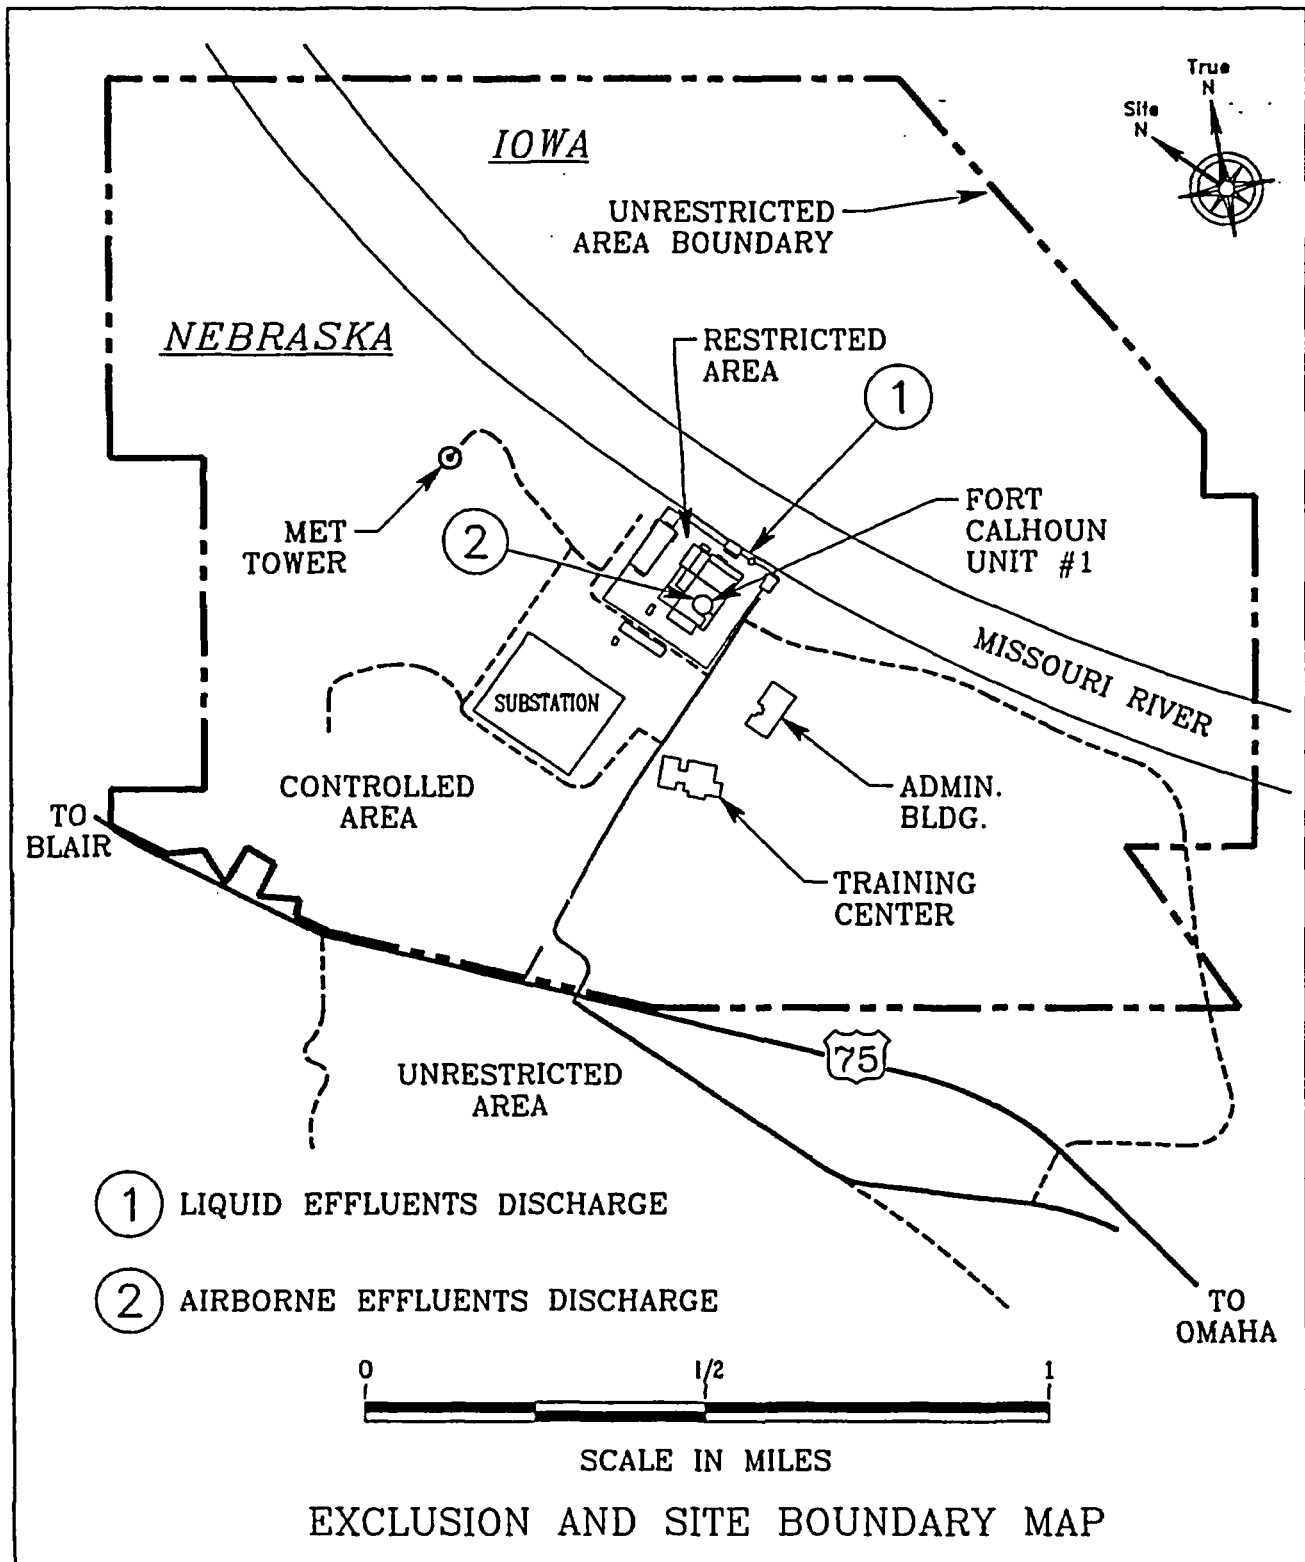 True
N
Site
N
IOWA
UNRESTRICTED
AREA BOUNDARY
NEBRASKA
RESTRICTED
AREA
1
MET
TOWER
2
FORT
CALHOUN
UNIT #1
MISSOURI RIVER
SUBSTATION
CONTROLLED
AREA
ADMIN.
BLDG.
TO
BLAIR
TRAINING
CENTER
75
UNRESTRICTED
AREA
1 LIQUID EFFLUENTS DISCHARGE
2 AIRBORNE EFFLUENTS DISCHARGE
TO
OMAHA
0 1/2 1
SCALE IN MILES
EXCLUSION AND SITE BOUNDARY MAP